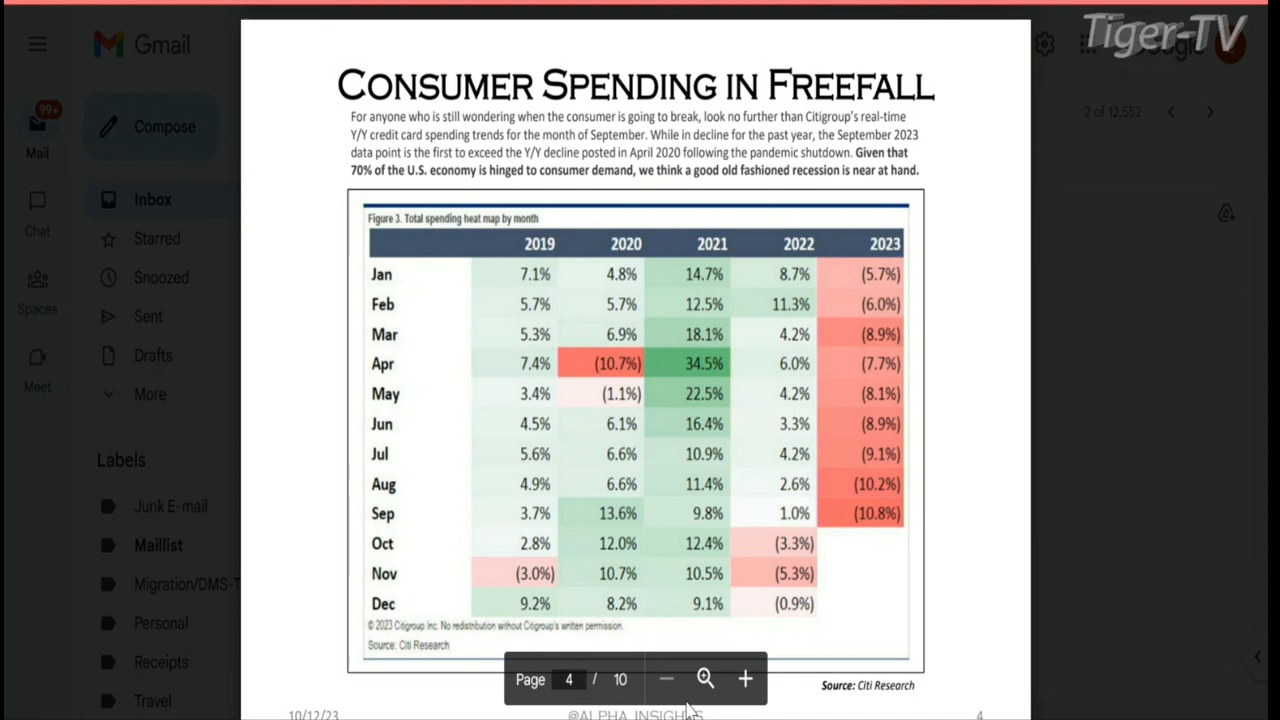 Tiger-TV
Gmail
99+
Mail
Chat
Spaces
Meet
Compose
Inbox
Starred
Snoozed
Sent
Drafts
More
Labels
Junk E-mail
Maillist
Migration/DMS-T
Personal
Receipts
Travel
2 of 12,552
CONSUMER SPENDING IN FREEFALL
For anyone who is still wondering when the consumer is going to break, look no further than Citigroup's real-time
Y/Y credit card spending trends for the month of September. While in decline for the past year, the September 2023
data point is the first to exceed the Y/Y decline posted in April 2020 following the pandemic shutdown. Given that
70% of the U.S. economy is hinged to consumer demand, we think a good old fashioned recession is near at hand.
Figure 3. Total spending heat map by month
2019 2020 2021 2022 2023
Jan 7.1% 4.8% 14.7% 8.7% (5.7%)
Feb 5.7% 5.7% 12.5% 11.3% (6.0%)
Mar 5.3% 6.9% 18.1% 4.2% (8.9%)
Apr 7.4% (10.7%) 34.5% 6.0% (7.7%)
May 3.4% (1.1%) 22.5% 4.2% (8.1%)
Jun 4.5% 6.1% 16.4% 3.3% (8.9%)
Jul 5.6% 6.6% 10.9% 4.2% (9.1%)
Aug 4.9% 6.6% 11.4% 2.6% (10.2%)
Sep 3.7% 13.6% 9.8% 1.0% (10.8%)
Oct 2.8% 12.0% 12.4% (3.3%)
Nov (3.0%) 10.7% 10.5% (5.3%)
Dec 9.2% 8.2% 9.1% (0.9%)
© 2023 Citigroup Inc. No redistribution without Citigroup's written permission.
Source: Citi Research
Page 4 / 10
Source: Citi Research
10/12/23 @ALPHA_INSIGHTS 4